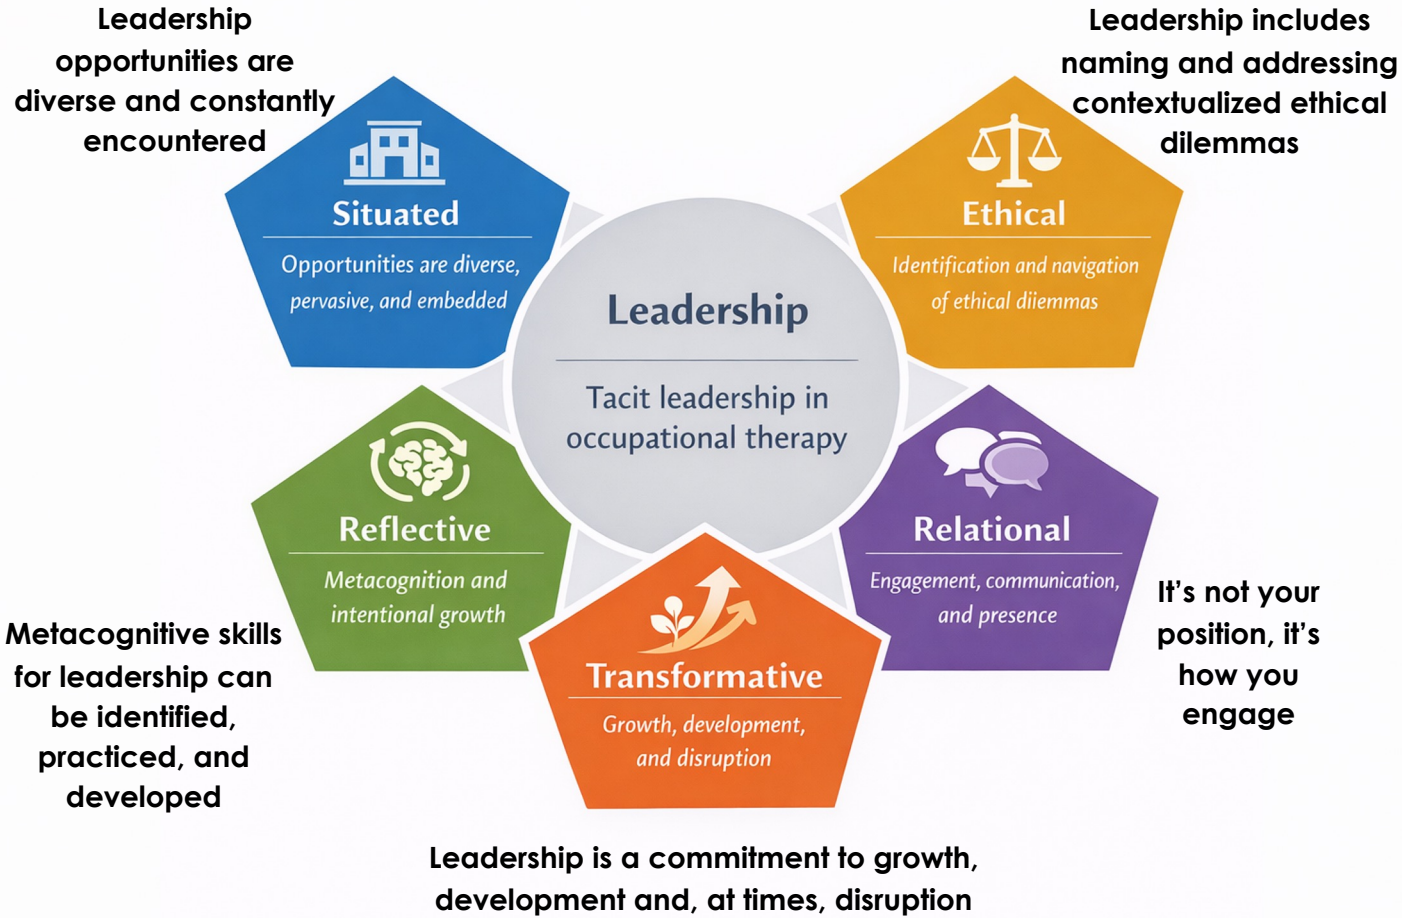 Leadership
opportunities are
diverse and constantly
encountered
Leadership includes
naming and addressing
contextualized ethical
dilemmas
Situated
Opportunities are diverse,
pervasive, and embedded
Ethical
Identification and navigation
of ethical diiemmas
Leadership
Tacit leadership in
occupational therapy
Reflective
Metacognition and
intentional growth
Relational
Engagement, communication,
and presence
Transformative
Growth, development,
and disruption
Metacognitive skills
for leadership can
be identified,
practiced, and
developed
It’s not your
position, it’s
how you
engage
Leadership is a commitment to growth,
development and, at times, disruption